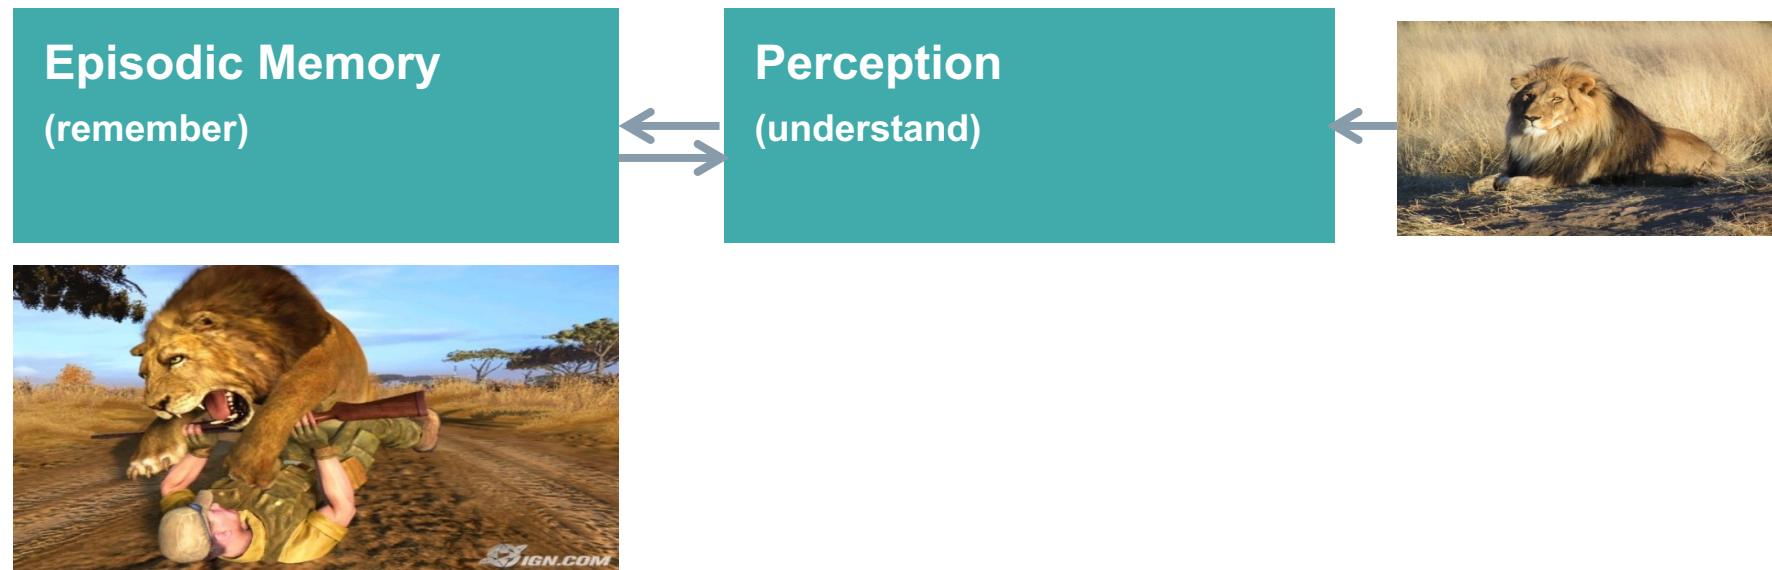 Episodic Memory
(remember)
Perception
(understand)
IGN.COM